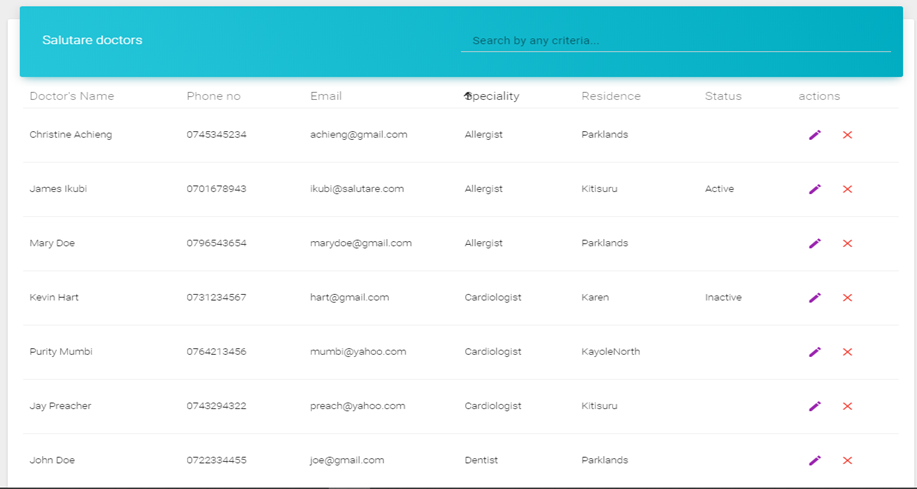 Salutare doctors Search by any criteria...
Doctor's Name Phone no Email Speciality Residence Status actions
Christine Achieng 0745345234 achieng@gmail.com Allergist Parklands
James Ikubi 0701678943 ikubi@salutare.com Allergist Kitisuru Active
Mary Doe 0796543654 marydoe@gmail.com Allergist Parklands
Kevin Hart 0731234567 hart@gmail.com Cardiologist Karen Inactive
Purity Mumbi 0764213456 mumbi@yahoo.com Cardiologist KayoleNorth
Jay Preacher 0743294322 preach@yahoo.com Cardiologist Kitisuru
John Doe 0722334455 joe@gmail.com Dentist Parklands